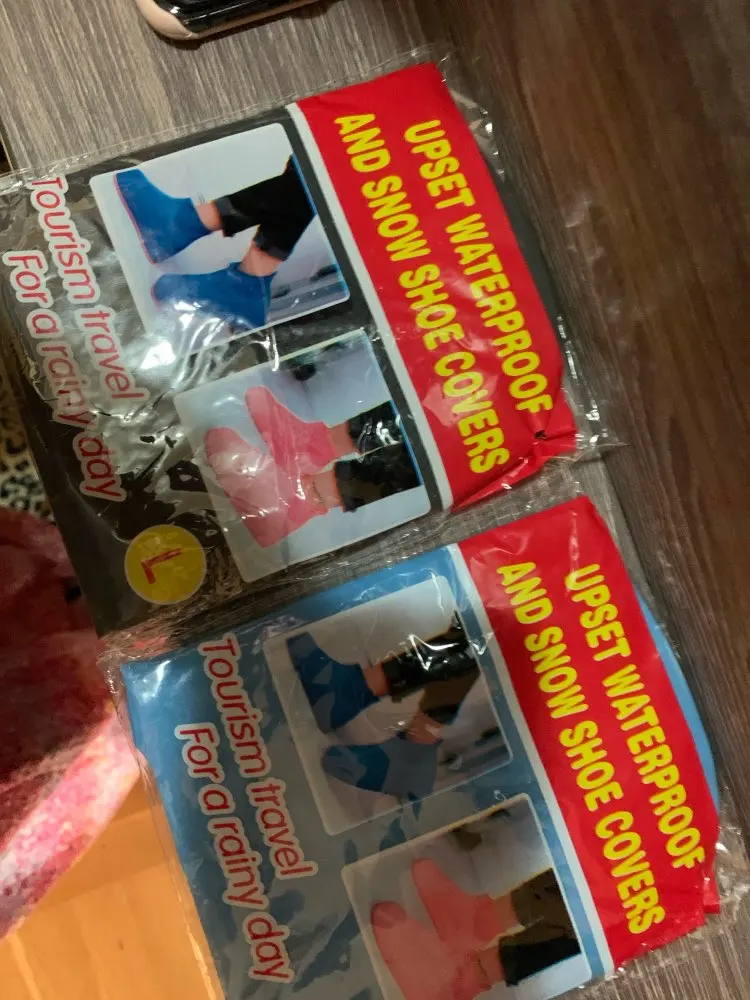 UPSET WATERPROOF
AND SNOW SHOE COVERS
Tourism travel
For a rainy day
L
UPSET WATERPROOF
AND SNOW SHOE COVERS
Tourism travel
For a rainy day